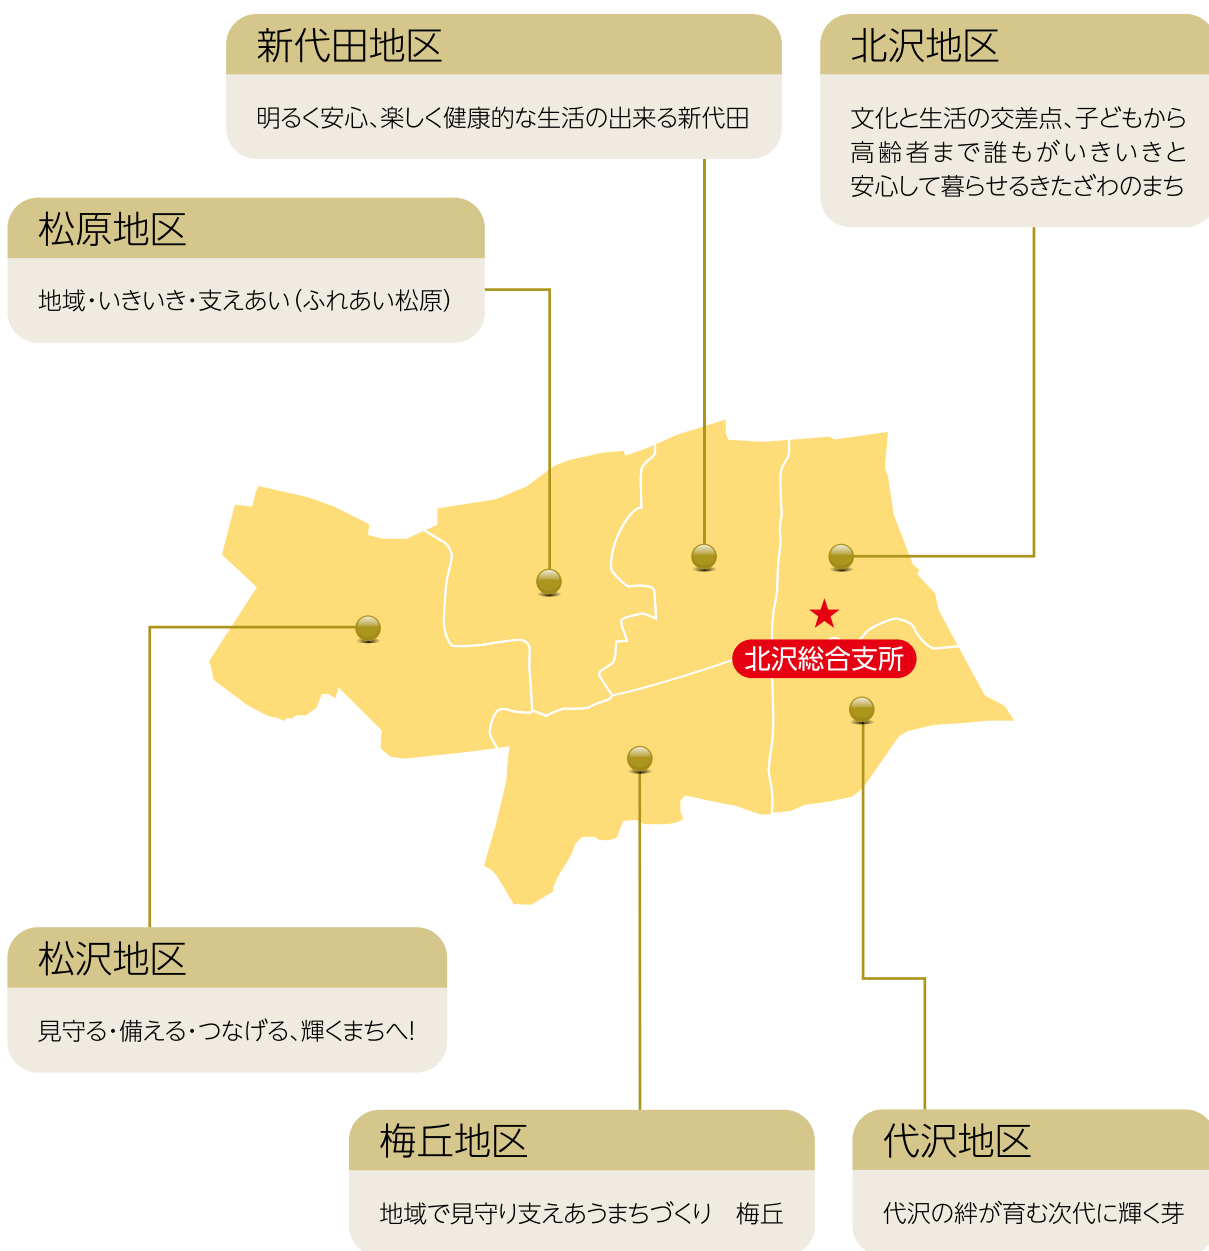 新代田地区
明るく安心、楽しく健康的な生活の出来る新代田
北沢地区
文化と生活の交差点、子どもから
高齢者まで誰もがいきいきと
安心して暮らせるきたざわのまち
松原地区
地域・いきいき・支えあい（ふれあい松原）
北沢総合支所
松沢地区
見守る・備える・つなげる、輝くまちへ！
梅丘地区
地域で見守り支えあうまちづくり　梅丘
代沢地区
代沢の絆が育む次代に輝く芽